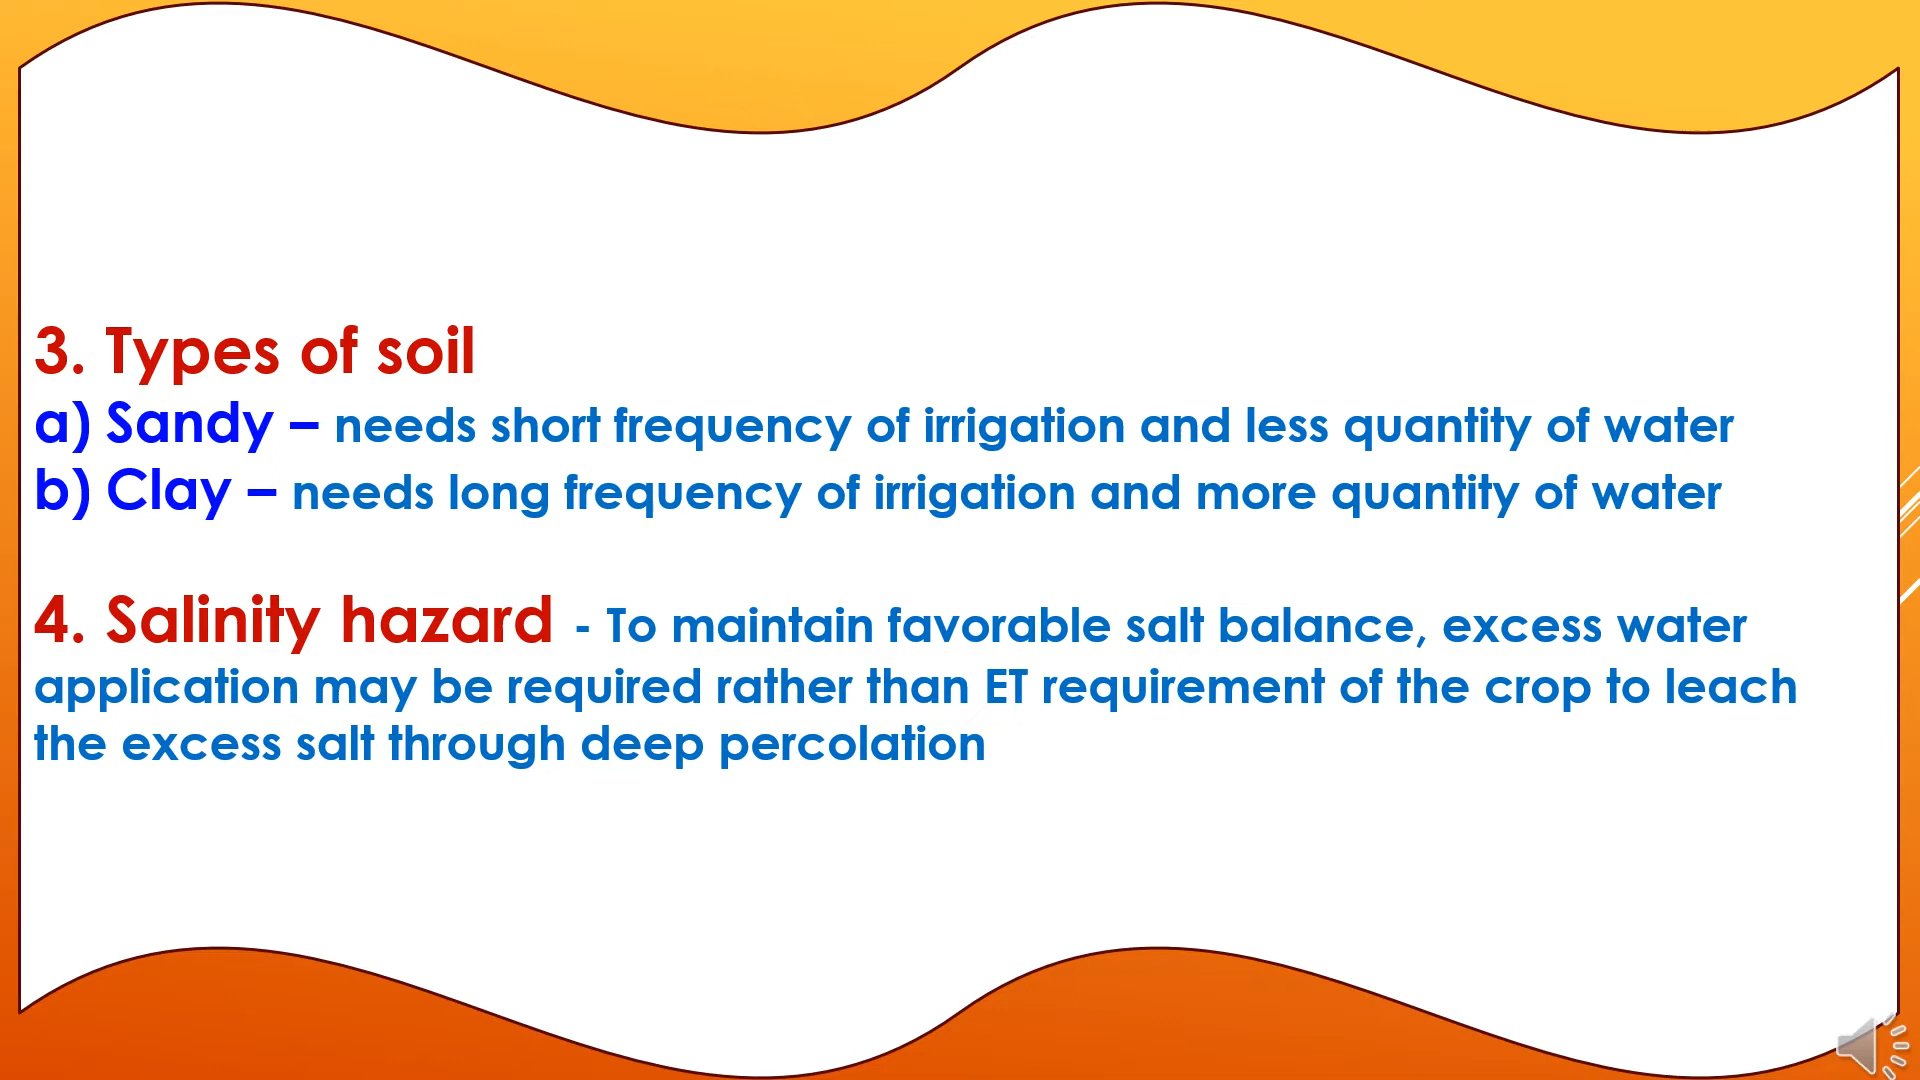 3. Types of soil
a) Sandy – needs short frequency of irrigation and less quantity of water
b) Clay – needs long frequency of irrigation and more quantity of water
4. Salinity hazard - To maintain favorable salt balance, excess water
application may be required rather than ET requirement of the crop to leach
the excess salt through deep percolation